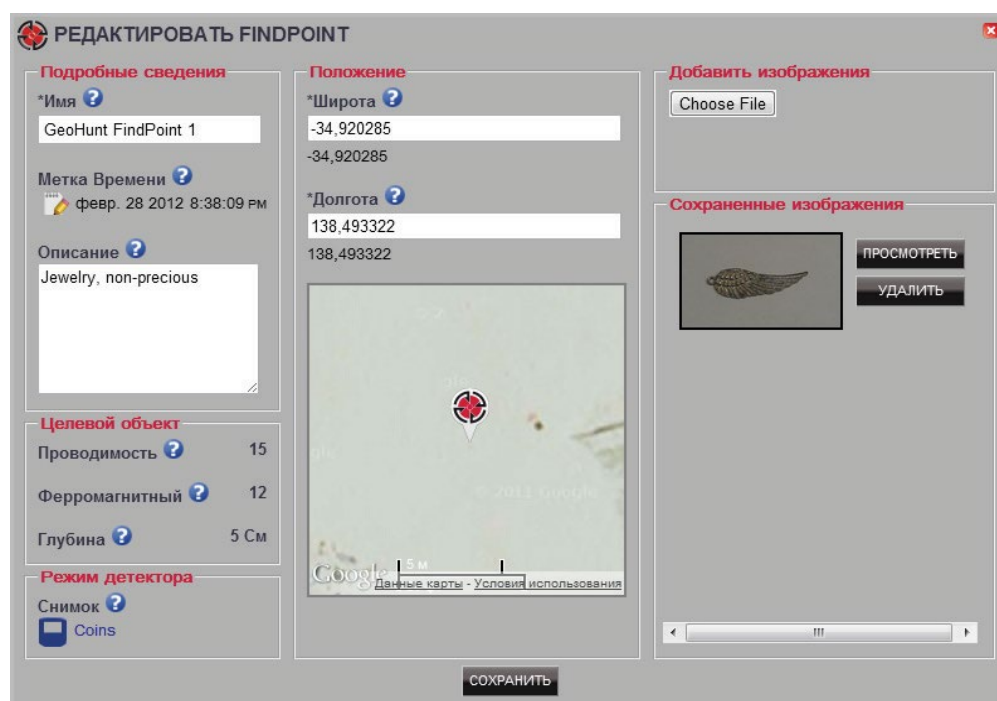 РЕДАКТИРОВАТЬ FINDPOINT
Подробные сведения
*Имя ?
GeoHunt FindPoint 1
Метка Времени ?
февр. 28 2012 8:38:09 PM
Описание ?
Jewelry, non-precious
Целевой объект
Проводимость ? 15
Ферромагнитный ? 12
Глубина ? 5 См
Режим детектора
Снимок ?
Coins
Положение
*Широта ?
-34,920285
-34,920285
*Долгота ?
138,493322
138,493322
© 2011 Google
5 м
Google
Данные карты - Условия использования
Добавить изображения
Choose File
Сохраненные изображения
ПРОСМОТРЕТЬ
УДАЛИТЬ
СОХРАНИТЬ